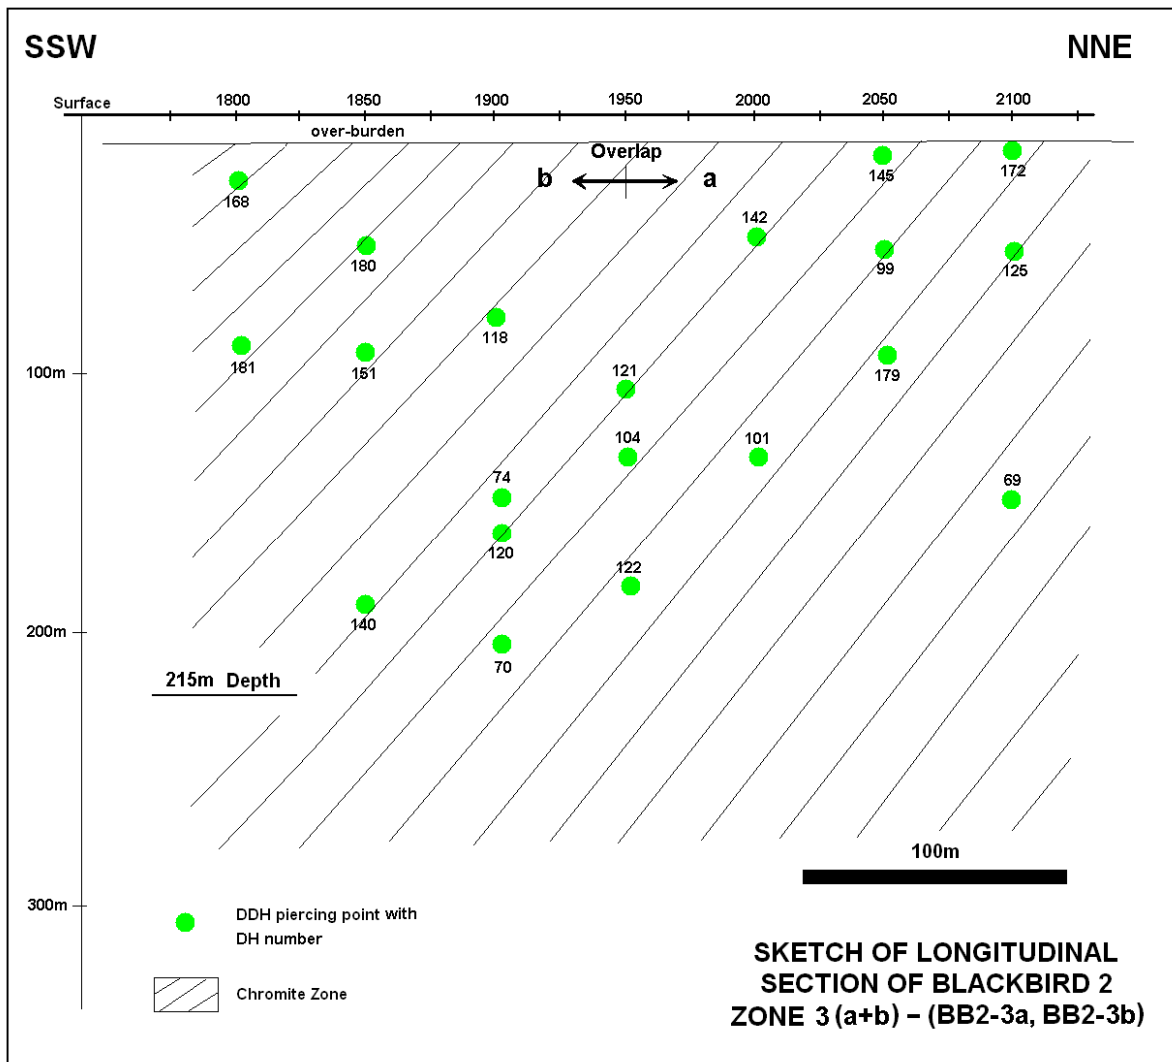 SSW
NNE
Surface
1800
1850
1900
1950
2000
2050
2100
over-burden
Overlap
b
a
145
172
168
142
180
99
125
118
181
151
179
100m
121
104
101
74
69
120
122
140
200m
70
215m Depth
100m
300m
DDH piercing point with
DH number
Chromite Zone
SKETCH OF LONGITUDINAL
SECTION OF BLACKBIRD 2
ZONE 3 (a+b) – (BB2-3a, BB2-3b)